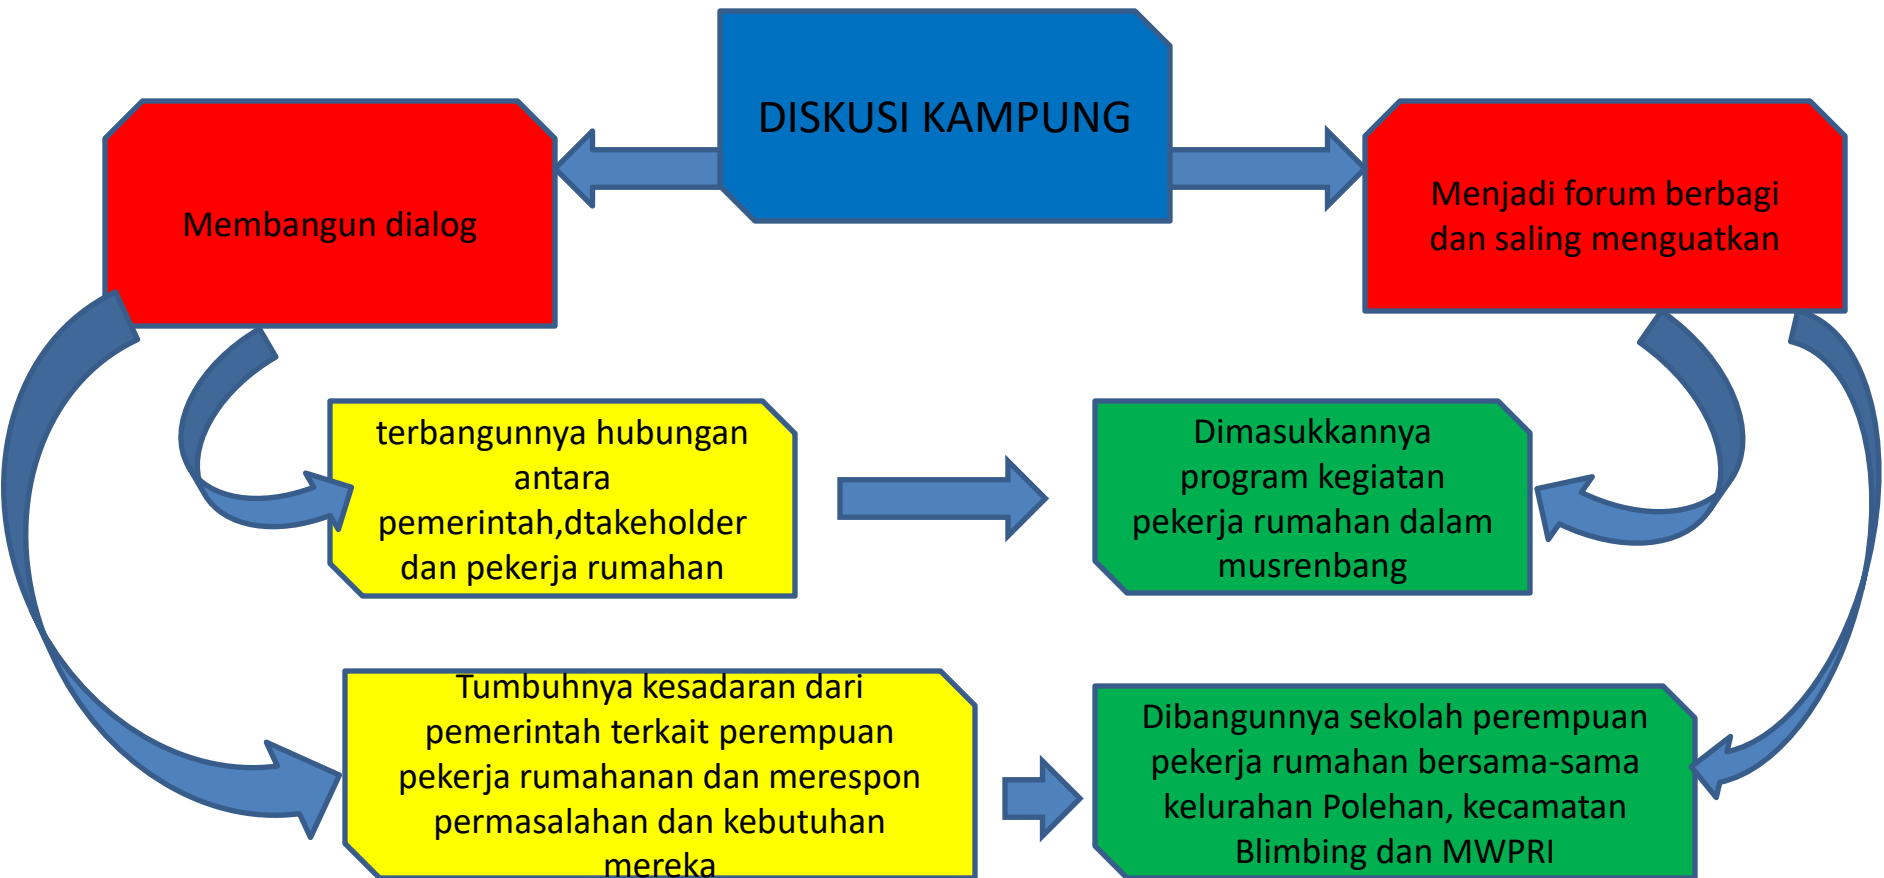 DISKUSI KAMPUNG
Membangun dialog
Menjadi forum berbagi
dan saling menguatkan
terbangunnya hubungan
antara
pemerintah,dtakeholder
dan pekerja rumahan
Dimasukkannya
program kegiatan
pekerja rumahan dalam
musrenbang
Tumbuhnya kesadaran dari
pemerintah terkait perempuan
pekerja rumahanan dan merespon
permasalahan dan kebutuhan
mereka
Dibangunnya sekolah perempuan
pekerja rumahan bersama-sama
kelurahan Polehan, kecamatan
Blimbing dan MWPRI